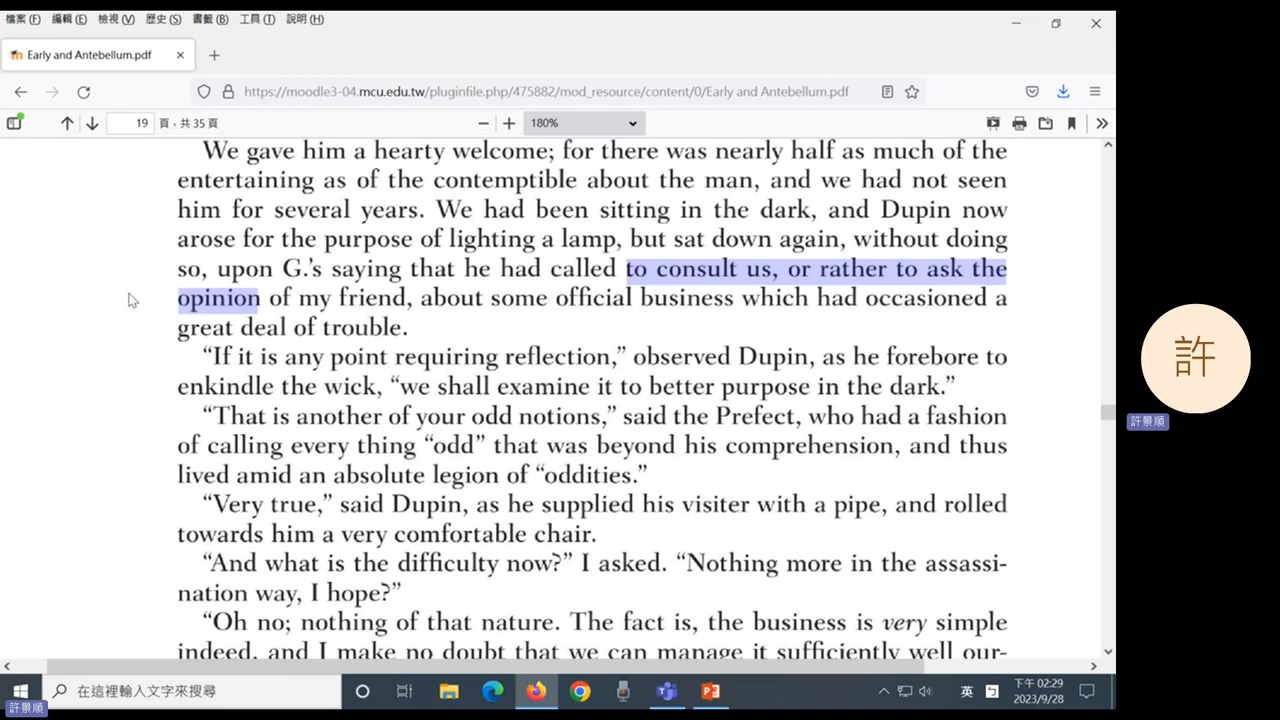 檔案(F) 編輯(E) 檢視(V) 歷史(S) 書籤(B) 工具(T) 說明(H)
Early and Antebellum.pdf
https://moodle3-04.mcu.edu.tw/pluginfile.php/475882/mod_resource/content/0/Early and Antebellum.pdf
19 頁，共 35 頁 180%
We gave him a hearty welcome; for there was nearly half as much of the
entertaining as of the contemptible about the man, and we had not seen
him for several years. We had been sitting in the dark, and Dupin now
arose for the purpose of lighting a lamp, but sat down again, without doing
so, upon G.'s saying that he had called to consult us, or rather to ask the
opinion of my friend, about some official business which had occasioned a
great deal of trouble.
“If it is any point requiring reflection,” observed Dupin, as he forebore to
enkindle the wick, “we shall examine it to better purpose in the dark.”
“That is another of your odd notions,” said the Prefect, who had a fashion
of calling every thing “odd” that was beyond his comprehension, and thus
lived amid an absolute legion of “oddities.”
“Very true,” said Dupin, as he supplied his visiter with a pipe, and rolled
towards him a very comfortable chair.
“And what is the difficulty now?” I asked. “Nothing more in the assassi-
nation way, I hope?”
“Oh no; nothing of that nature. The fact is, the business is very simple
indeed, and I make no doubt that we can manage it sufficiently well our-
許
許景順
在這裡輸入文字來搜尋
英
下午 02:29
2023/9/28
許景順